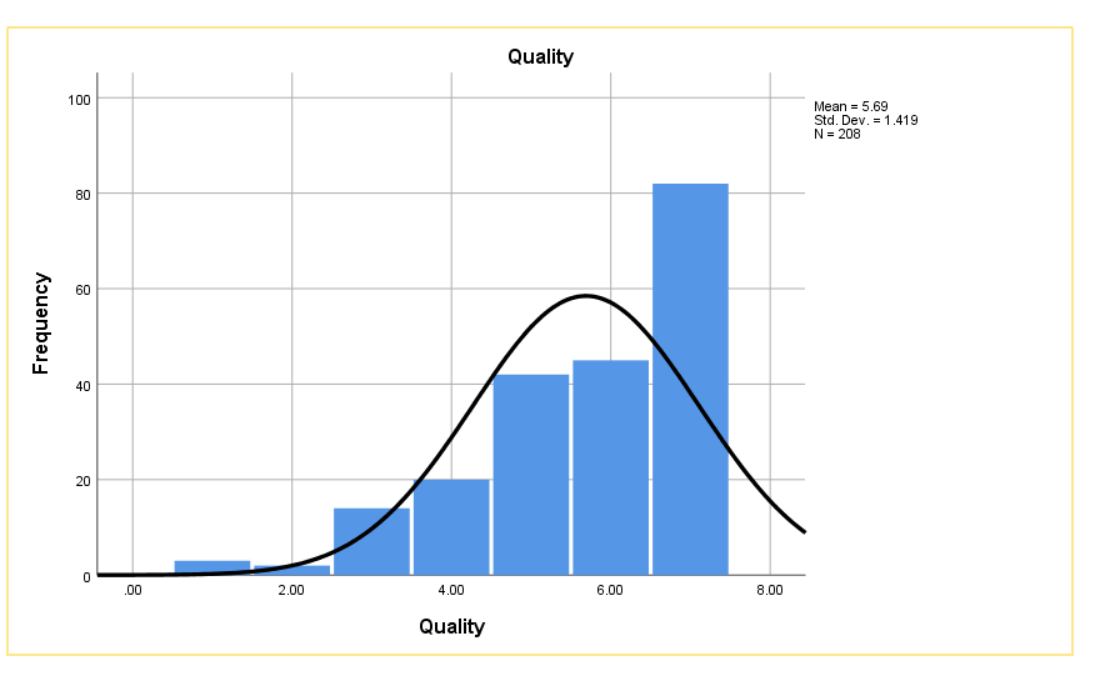 Quality
Mean = 5.69
Std. Dev. = 1.419
N = 208
Frequency
100
80
60
40
20
0
.00 2.00 4.00 6.00 8.00
Quality